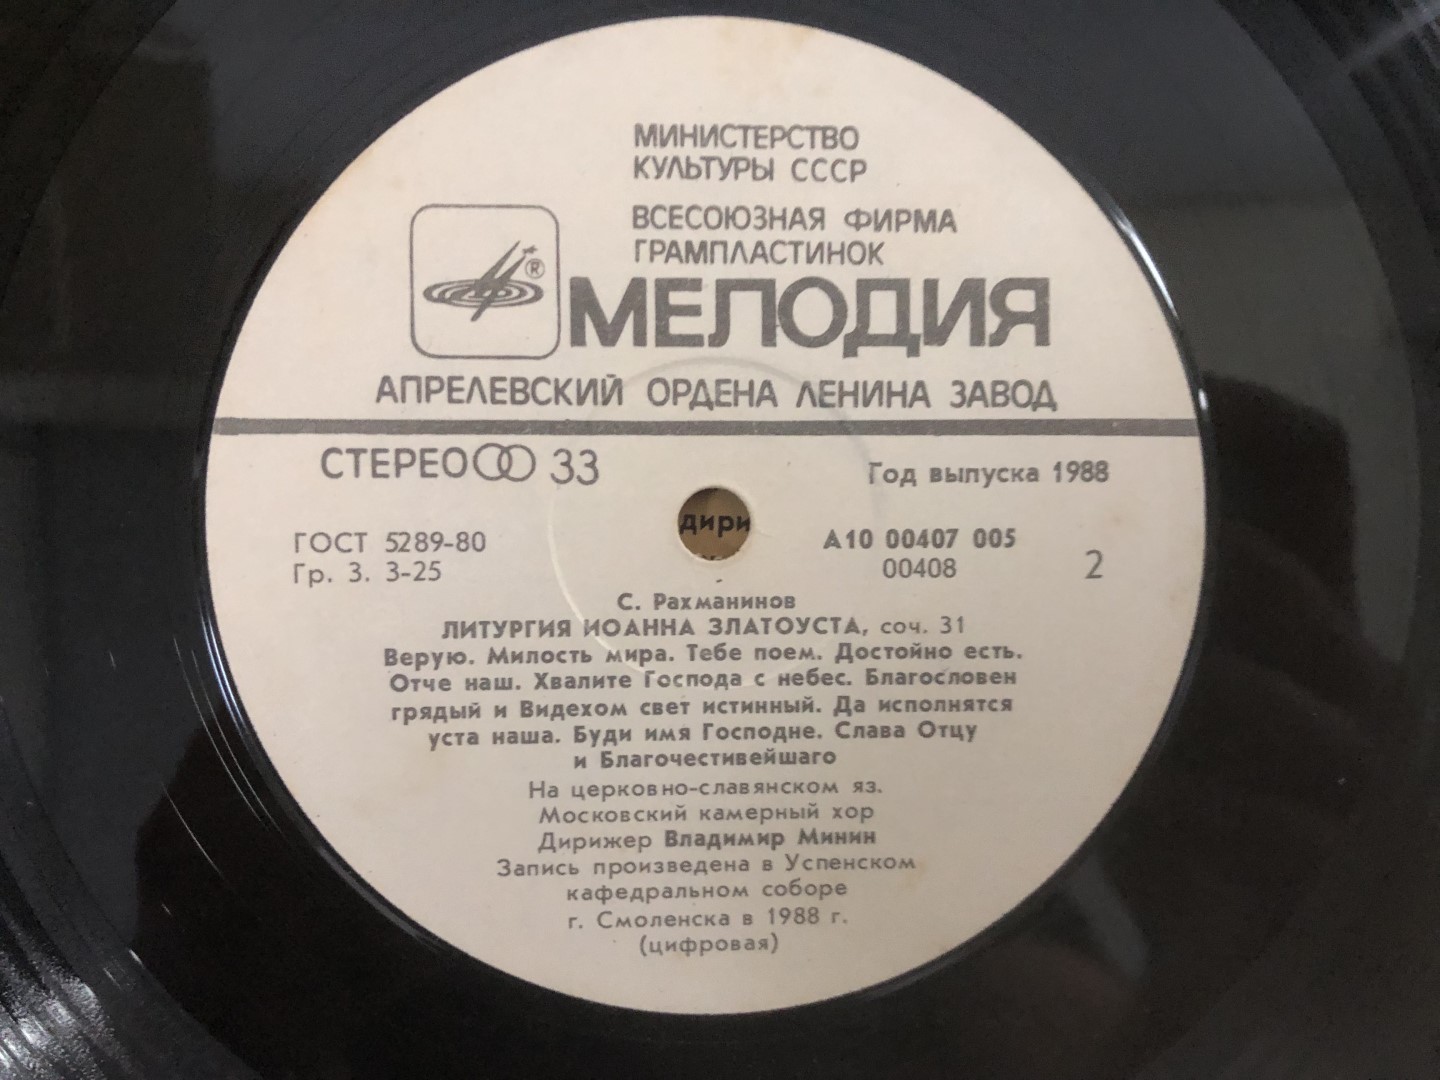 МИНИСТЕРСТВО
КУЛЬТУРЫ СССР
ВСЕСОЮЗНАЯ ФИРМА
ГРАМПЛАСТИНОК
® МЕЛОДИЯ
АПРЕЛЕВСКИЙ ОРДЕНА ЛЕНИНА ЗАВОД
СТЕРЕО 33
Год выпуска 1988
дири
ГОСТ 5289-80
Гр. 3. 3-25
А10 00407 005
00408
2
С. Рахманинов
ЛИТУРГИЯ ИОАННА ЗЛАТОУСТА, соч. 31
Верую. Милость мира. Тебе поем. Достойно есть.
Отче наш. Хвалите Господа с небес. Благословен
грядый и Видехом свет истинный. Да исполнятся
уста наша. Буди имя Господне. Слава Отцу
и Благочестивейшаго
На церковно-славянском яз.
Московский камерный хор
Дирижер Владимир Минин
Запись произведена в Успенском
кафедральном соборе
г. Смоленска в 1988 г.
(цифровая)